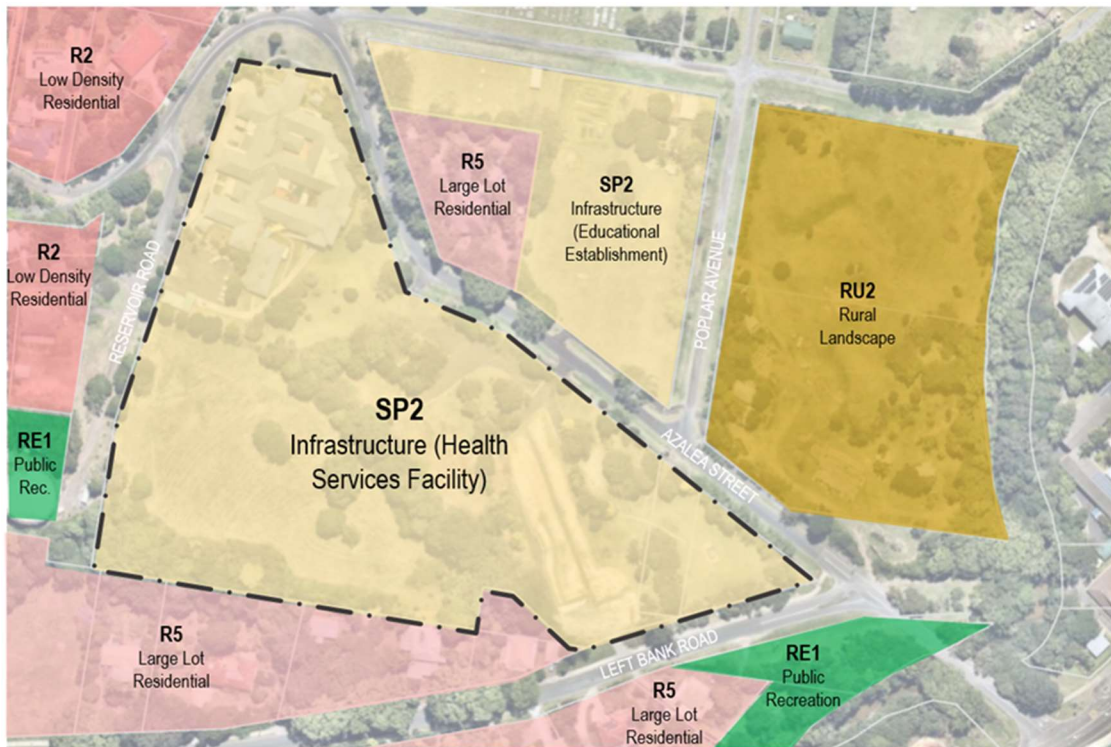 R2
Low Density
Residential
R5
Large Lot
Residential
SP2
Infrastructure
(Educational
Establishment)
R2
Low Density
Residential
RESERVOIR ROAD
POPLAR AVENUE
RU2
Rural
Landscape
SP2
Infrastructure (Health
Services Facility)
RE1
Public
Rec.
AZALEA STREET
R5
Large Lot
Residential
LEFT BANK ROAD
RE1
Public
Recreation
R5
Large Lot
Residential